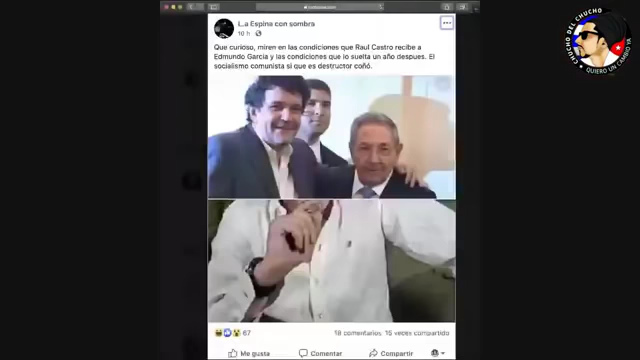 L..a Espina con sombra
10 h
Que curioso, miren en las condiciones que Raul Castro recibe a
Edmundo Garcia y las condiciones que lo suelta un año despues. El
socialismo comunista si que es destructor coñó.
67
18 comentarios 15 veces compartido
Me gusta
Comentar
Compartir
CHUCHO DEL CHUCHO
QUIERO UN CAMBIO YA